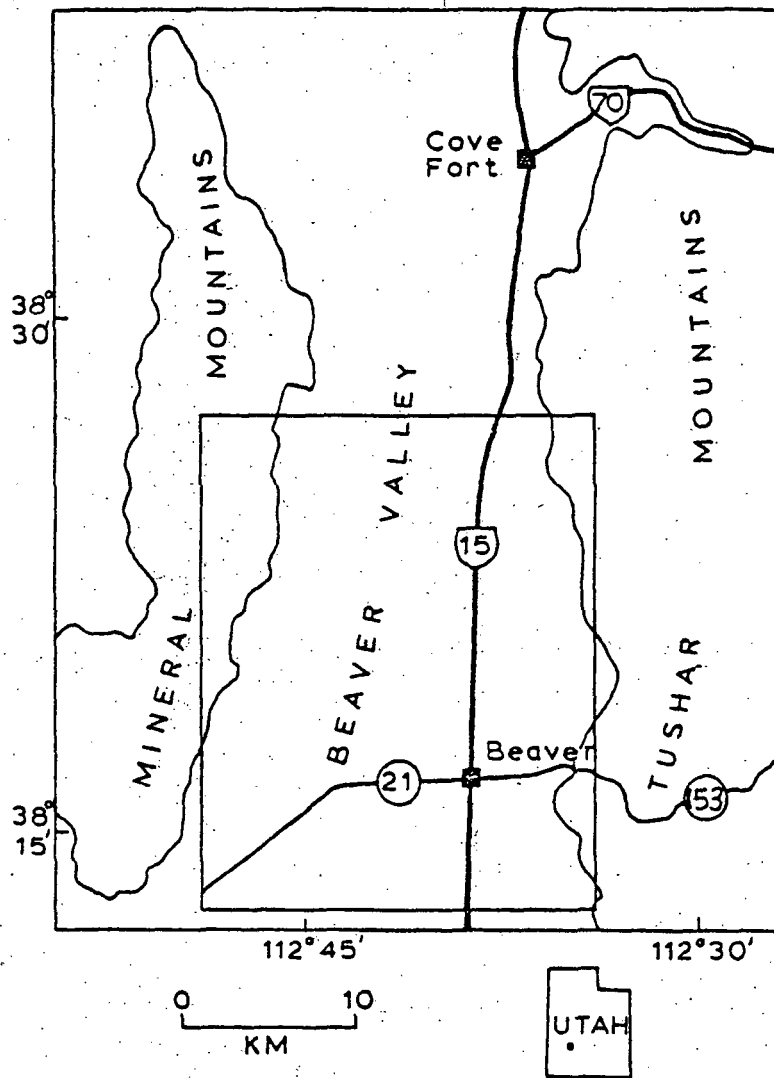 70
Cove
Fort
MOUNTAINS
MOUNTAINS
38°
30'
VALLEY
15
BEAVER
MINERAL
TUSHAR
Beaver
21
53
38°
15'
112° 45'
112° 30'
0 10
KM
UTAH